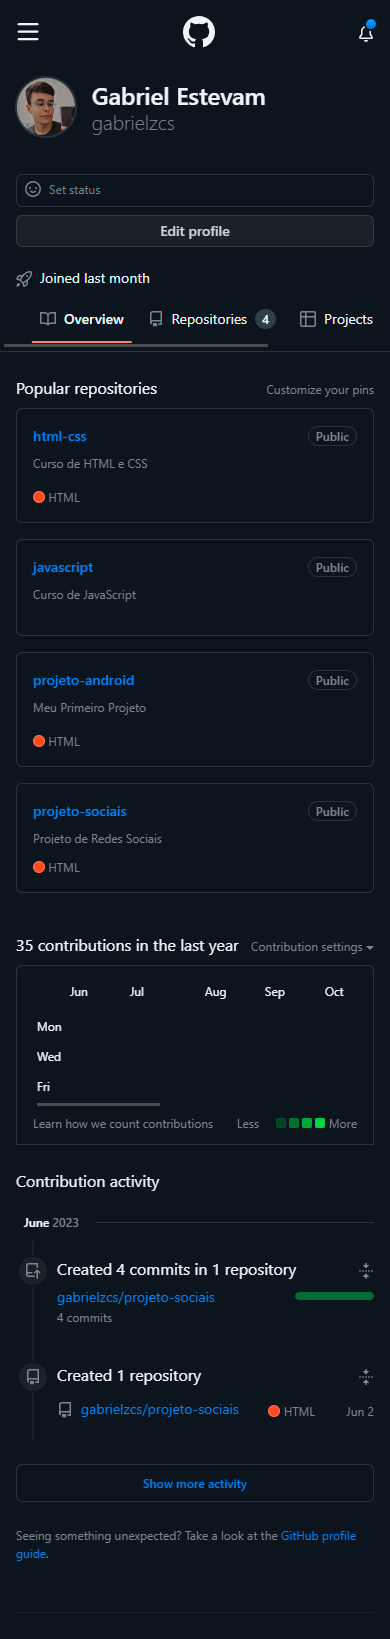 Gabriel Estevam
gabrielzcs
Set status
Edit profile
Joined last month
Overview Repositories 4 Projects
Popular repositories Customize your pins
html-css Public
Curso de HTML e CSS
HTML
javascript Public
Curso de JavaScript
projeto-android Public
Meu Primeiro Projeto
HTML
projeto-sociais Public
Projeto de Redes Sociais
HTML
35 contributions in the last year Contribution settings
Jun Jul Aug Sep Oct
Mon
Wed
Fri
Learn how we count contributions Less More
Contribution activity
June 2023
Created 4 commits in 1 repository
gabrielzcs/projeto-sociais
4 commits
Created 1 repository
gabrielzcs/projeto-sociais HTML Jun 2
Show more activity
Seeing something unexpected? Take a look at the GitHub profile
guide.